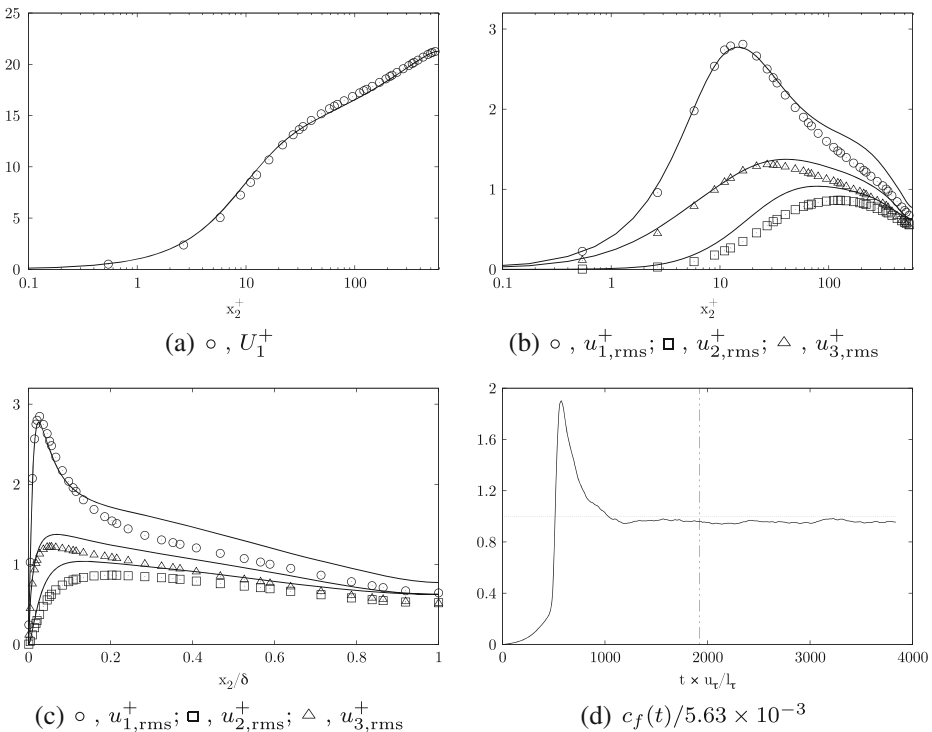 25
20
15
10
5
0
0.1 1 10 100
x₂⁺
(a) ○ , U₁⁺
3
2
1
0
0.1 1 10 100
x₂⁺
(b) ○ , u⁺₁,rms; □ , u⁺₂,rms; △ , u⁺₃,rms
3
2
1
0
0 0.2 0.4 0.6 0.8 1
x₂/δ
(c) ○ , u⁺₁,rms; □ , u⁺₂,rms; △ , u⁺₃,rms
2
1.6
1.2
0.8
0.4
0
0 1000 2000 3000 4000
t × u_τ/l_τ
(d) c_f(t)/5.63 × 10⁻³